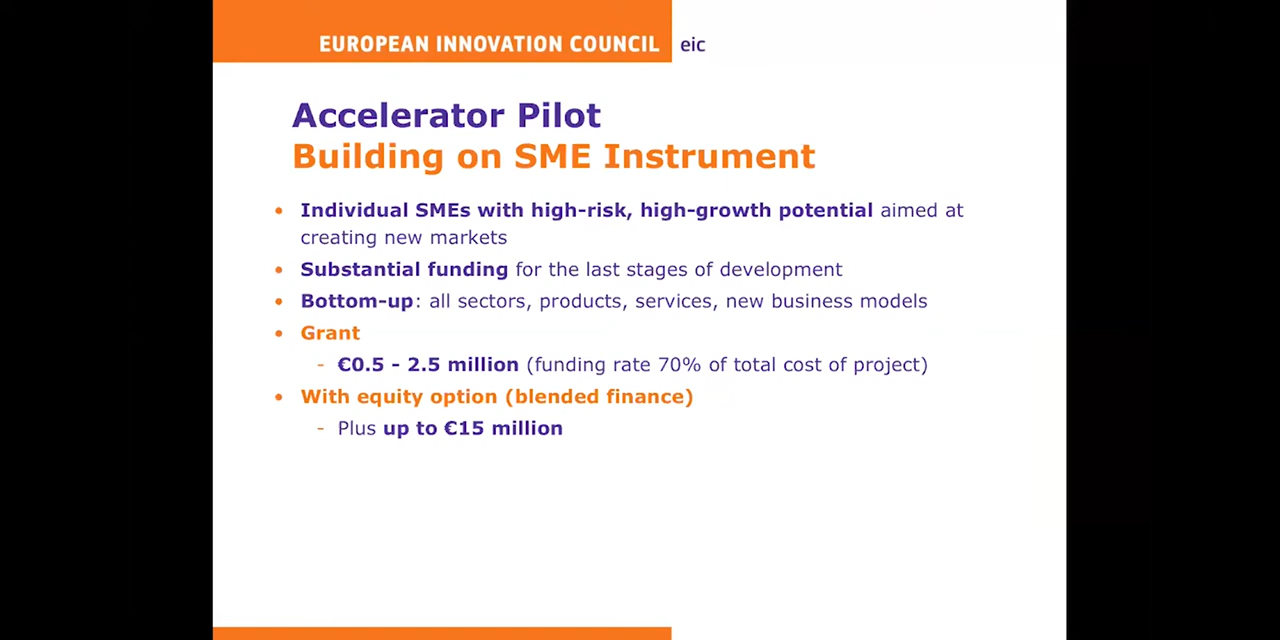 EUROPEAN INNOVATION COUNCIL eic
Accelerator Pilot
Building on SME Instrument
• Individual SMEs with high-risk, high-growth potential aimed at
creating new markets
• Substantial funding for the last stages of development
• Bottom-up: all sectors, products, services, new business models
• Grant
- €0.5 - 2.5 million (funding rate 70% of total cost of project)
• With equity option (blended finance)
- Plus up to €15 million